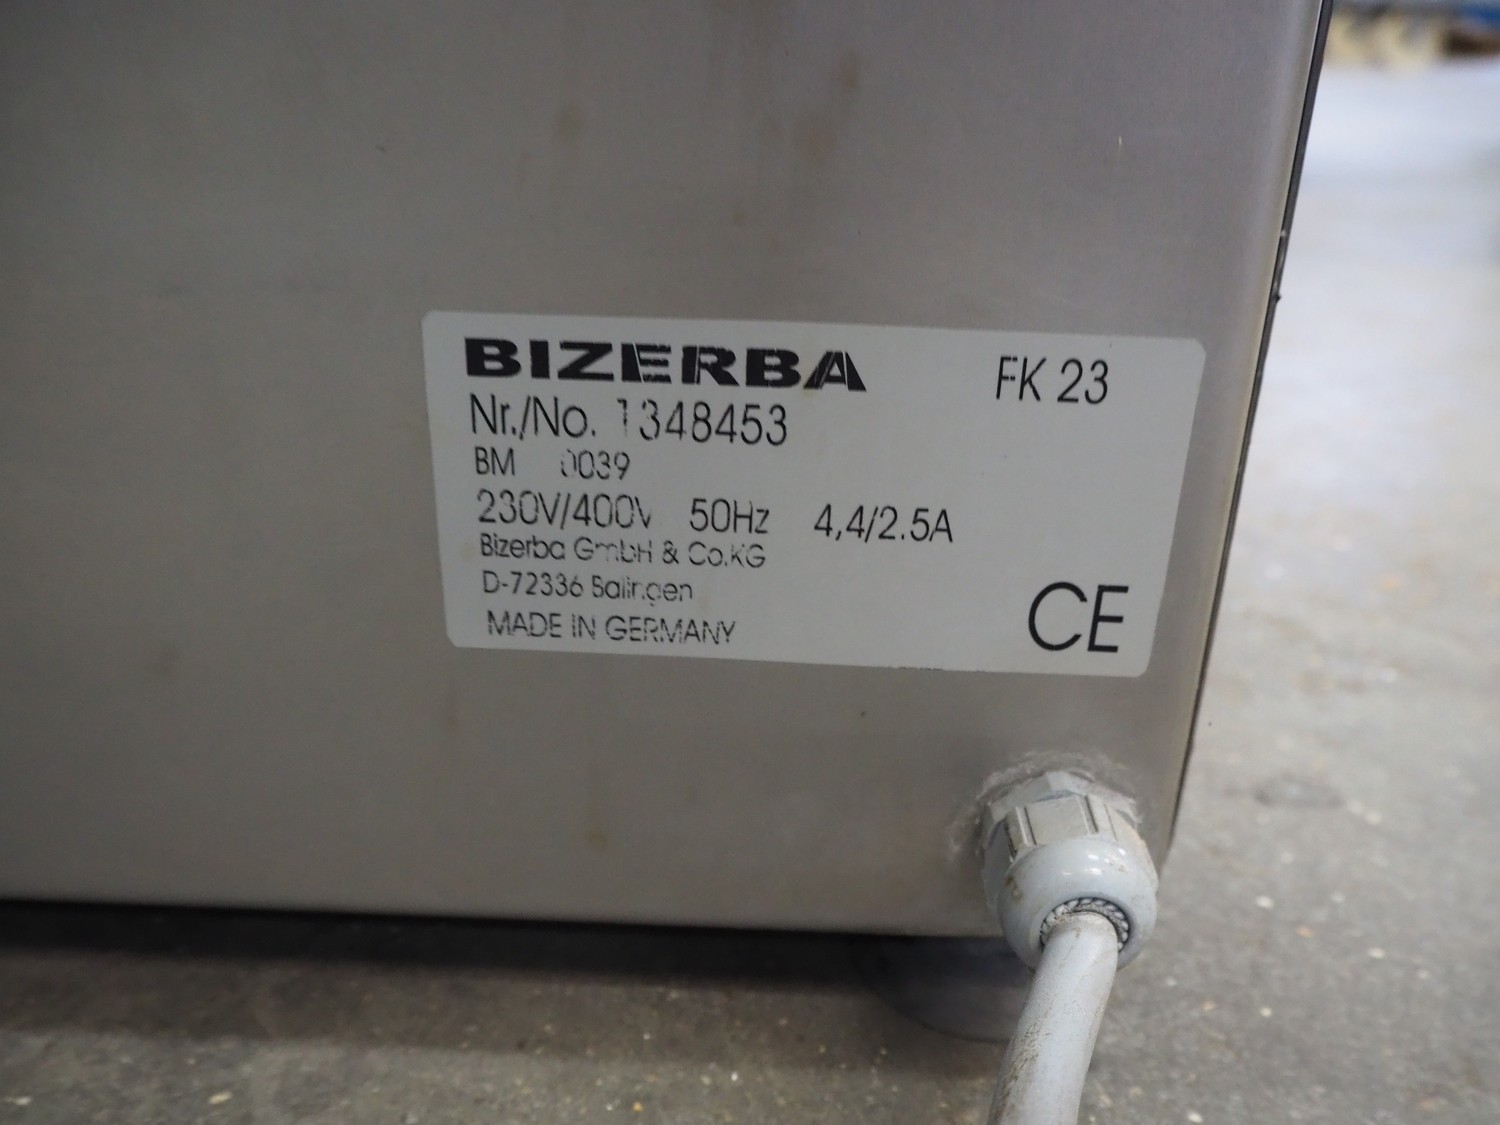 BIZERBA FK 23
Nr./No. 1348453
BM 0039
230V/400V 50Hz 4,4/2.5A
Bizerba GmbH & Co.KG
D-72336 Balingen
MADE IN GERMANY
CE